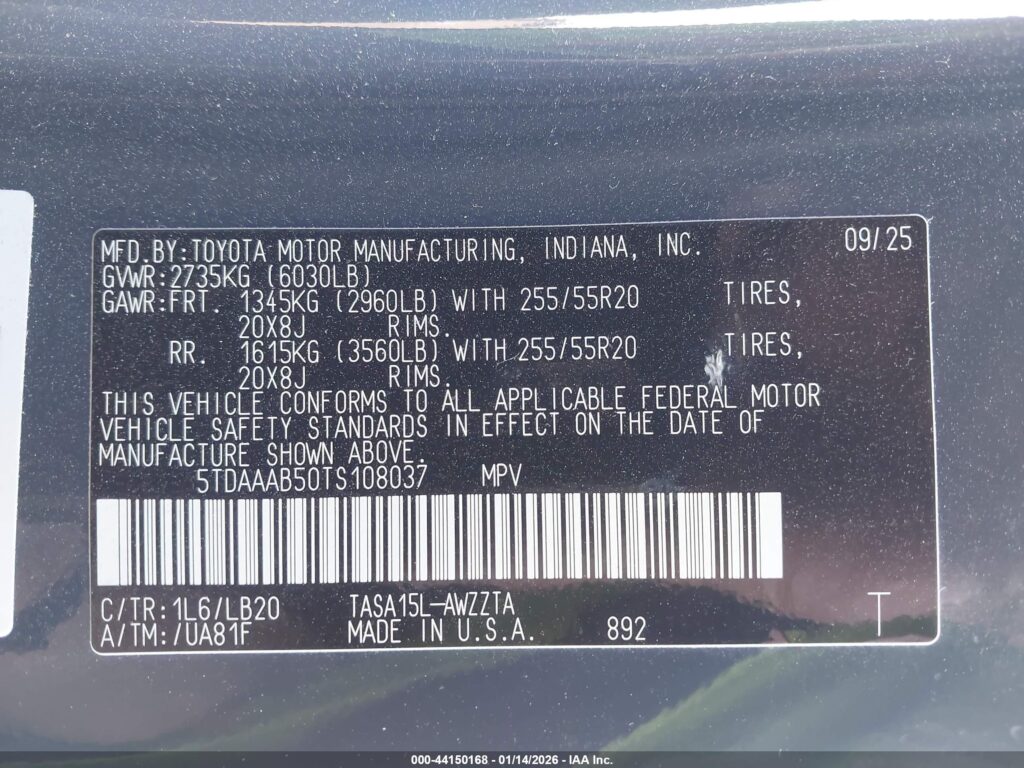 MFD.BY:TOYOTA MOTOR MANUFACTURING, INDIANA, INC. 09/25
GVWR:2735KG (6030LB)
GAWR:FRT. 1345KG (2960LB) WITH 255/55R20 TIRES,
20X8J RIMS.
RR. 1615KG (3560LB) WITH 255/55R20 TIRES,
20X8J RIMS.
THIS VEHICLE CONFORMS TO ALL APPLICABLE FEDERAL MOTOR
VEHICLE SAFETY STANDARDS IN EFFECT ON THE DATE OF
MANUFACTURE SHOWN ABOVE.
5TDAAAB50TS108037 MPV
C/TR:1L6/LB20 TASA15L-AWZZTA T
A/TM:/UA81F MADE IN U.S.A. 892
000-44150168 - 01/14/2026 - IAA Inc.